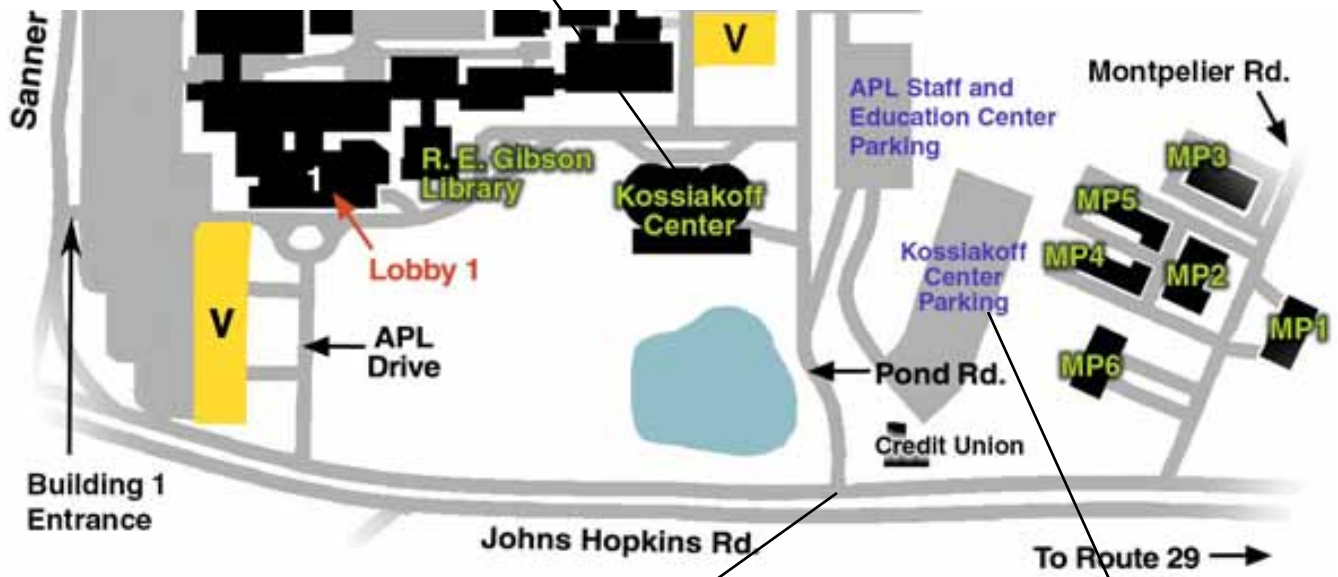 Sanner
V
APL Staff and
Education Center
Parking
Montpelier Rd.
MP3
R. E. Gibson
Library
1
Kossiakoff
Center
MP5
MP4
MP2
Lobby 1
Kossiakoff
Center
Parking
V
APL
Drive
MP1
MP6
Pond Rd.
Credit Union
Building 1
Entrance
Johns Hopkins Rd.
To Route 29